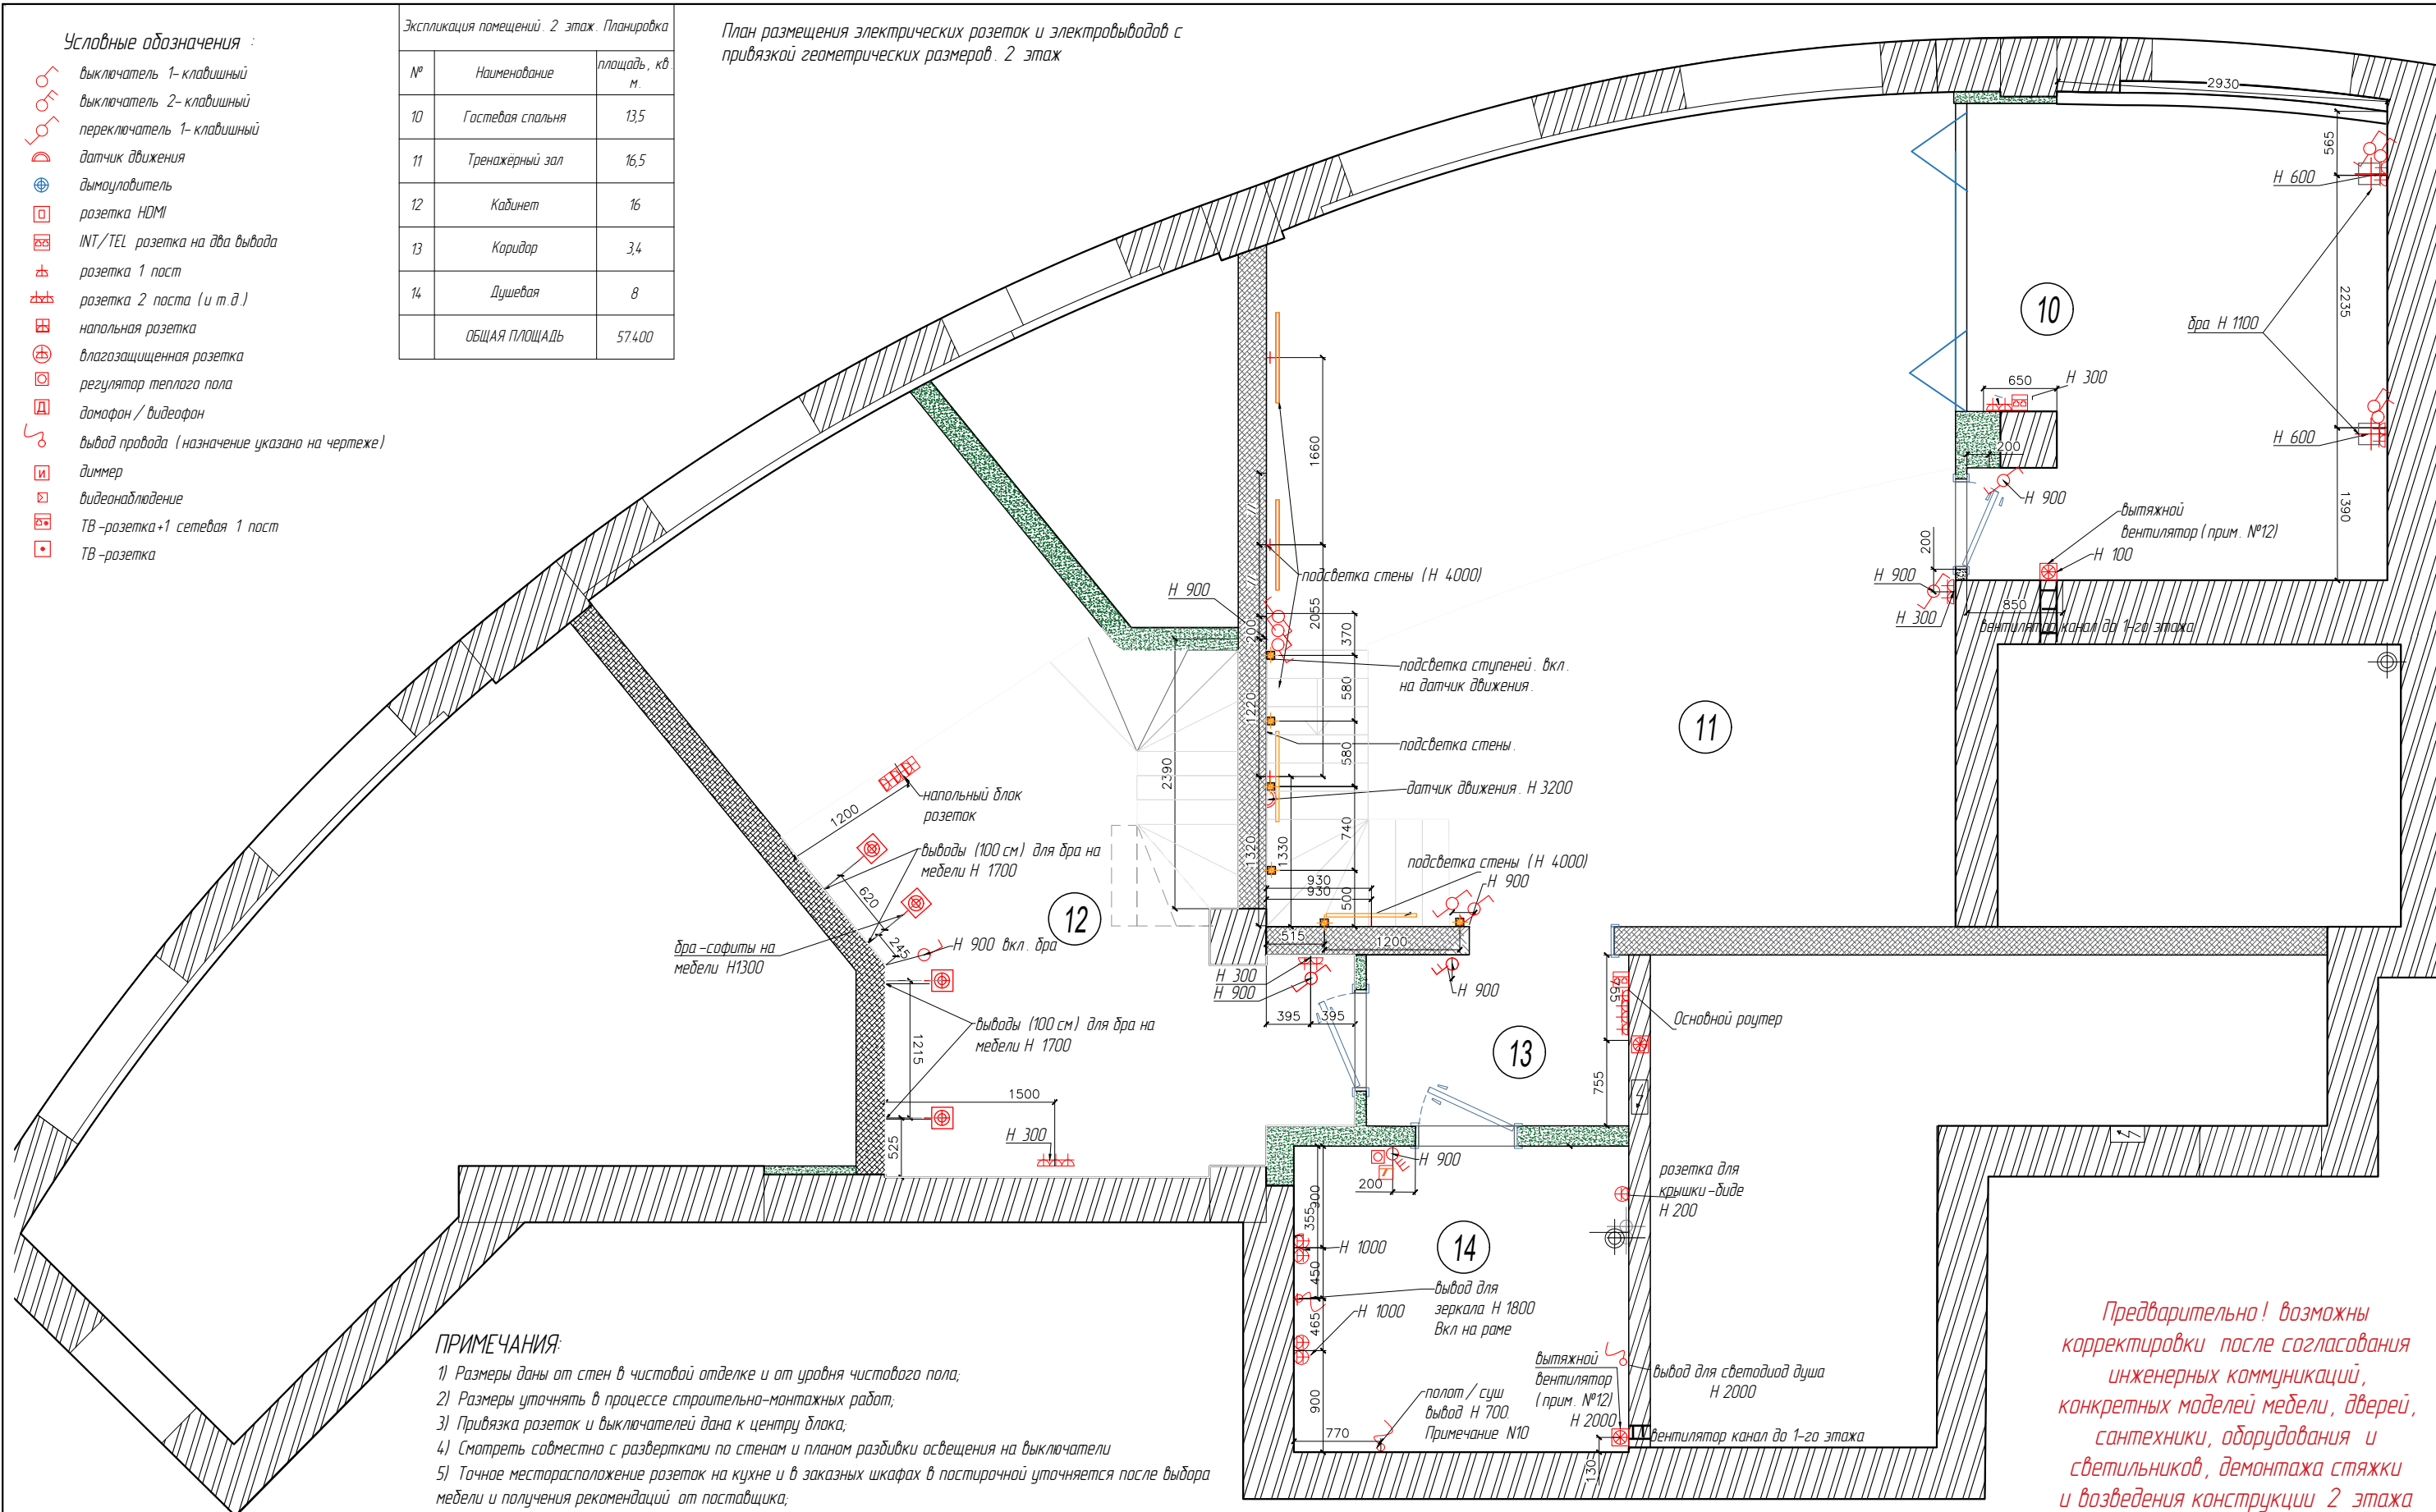 Условные обозначения :
выключатель 1-клавишный
выключатель 2-клавишный
переключатель 1-клавишный
датчик движения
дымоуловитель
розетка HDMI
INT/TEL розетка на два вывода
розетка 1 пост
розетка 2 поста (и т.д.)
напольная розетка
влагозащищенная розетка
регулятор теплого пола
Д
домофон / видеофон
вывод провода (назначение указано на чертеже)
и
диммер
видеонаблюдение
ТВ-розетка+1 сетевая 1 пост
ТВ-розетка
Экспликация помещений. 2 этаж. Планировка
№ Наименование площадь, кв. м.
10 Гостевая спальня 13,5
11 Тренажёрный зал 16,5
12 Кабинет 16
13 Коридор 3,4
14 Душевая 8
ОБЩАЯ ПЛОЩАДЬ 57.400
План размещения электрических розеток и электровыводов с
привязкой геометрических размеров. 2 этаж
2930
565
Н 600
2235
10
бра Н 1100
650
Н 300
Н 600
200
Н 900
1390
вытяжной
вентилятор (прим. №12)
Н 100
200
Н 900
Н 300
850
вентилятор канал до 1-го этажа
1660
подсветка стены (Н 4000)
Н 900
2055
200
370
подсветка ступеней. вкл.
на датчик движения.
580
1220
11
подсветка стены.
580
2390
датчик движения. Н 3200
740
1320
1330
подсветка стены (Н 4000)
930
930
Н 900
500
515
1200
напольный блок
розеток
1200
выводы (100 см) для бра на
мебели Н 1700
620
12
245
Н 900 вкл. бра
бра-софиты на
мебели Н1300
Н 300
Н 900
Н 900
395
395
755
Основной роутер
выводы (100 см) для бра на
мебели Н 1700
1215
13
755
1500
Н 300
525
Н 900
200
розетка для
крышки-биде
Н 200
900
355
Н 1000
14
450
вывод для
зеркала Н 1800
Вкл на раме
Н 1000
465
вытяжной
вентилятор
(прим. №12)
Н 2000
вывод для светодиод душа
Н 2000
900
полот / суш
вывод Н 700.
Примечание N10
770
вентилятор канал до 1-го этажа
130
ПРИМЕЧАНИЯ:
1) Размеры даны от стен в чистовой отделке и от уровня чистового пола;
2) Размеры уточнять в процессе строительно-монтажных работ;
3) Привязка розеток и выключателей дана к центру блока;
4) Смотреть совместно с развертками по стенам и планом разбивки освещения на выключатели
5) Точное месторасположение розеток на кухне и в заказных шкафах в постирочной уточняется после выбора
мебели и получения рекомендаций от поставщика;
Предварительно! возможны
корректировки после согласования
инженерных коммуникаций,
конкретных моделей мебели, дверей,
сантехники, оборудования и
светильников, демонтажа стяжки
и возведения конструкции 2 этажа